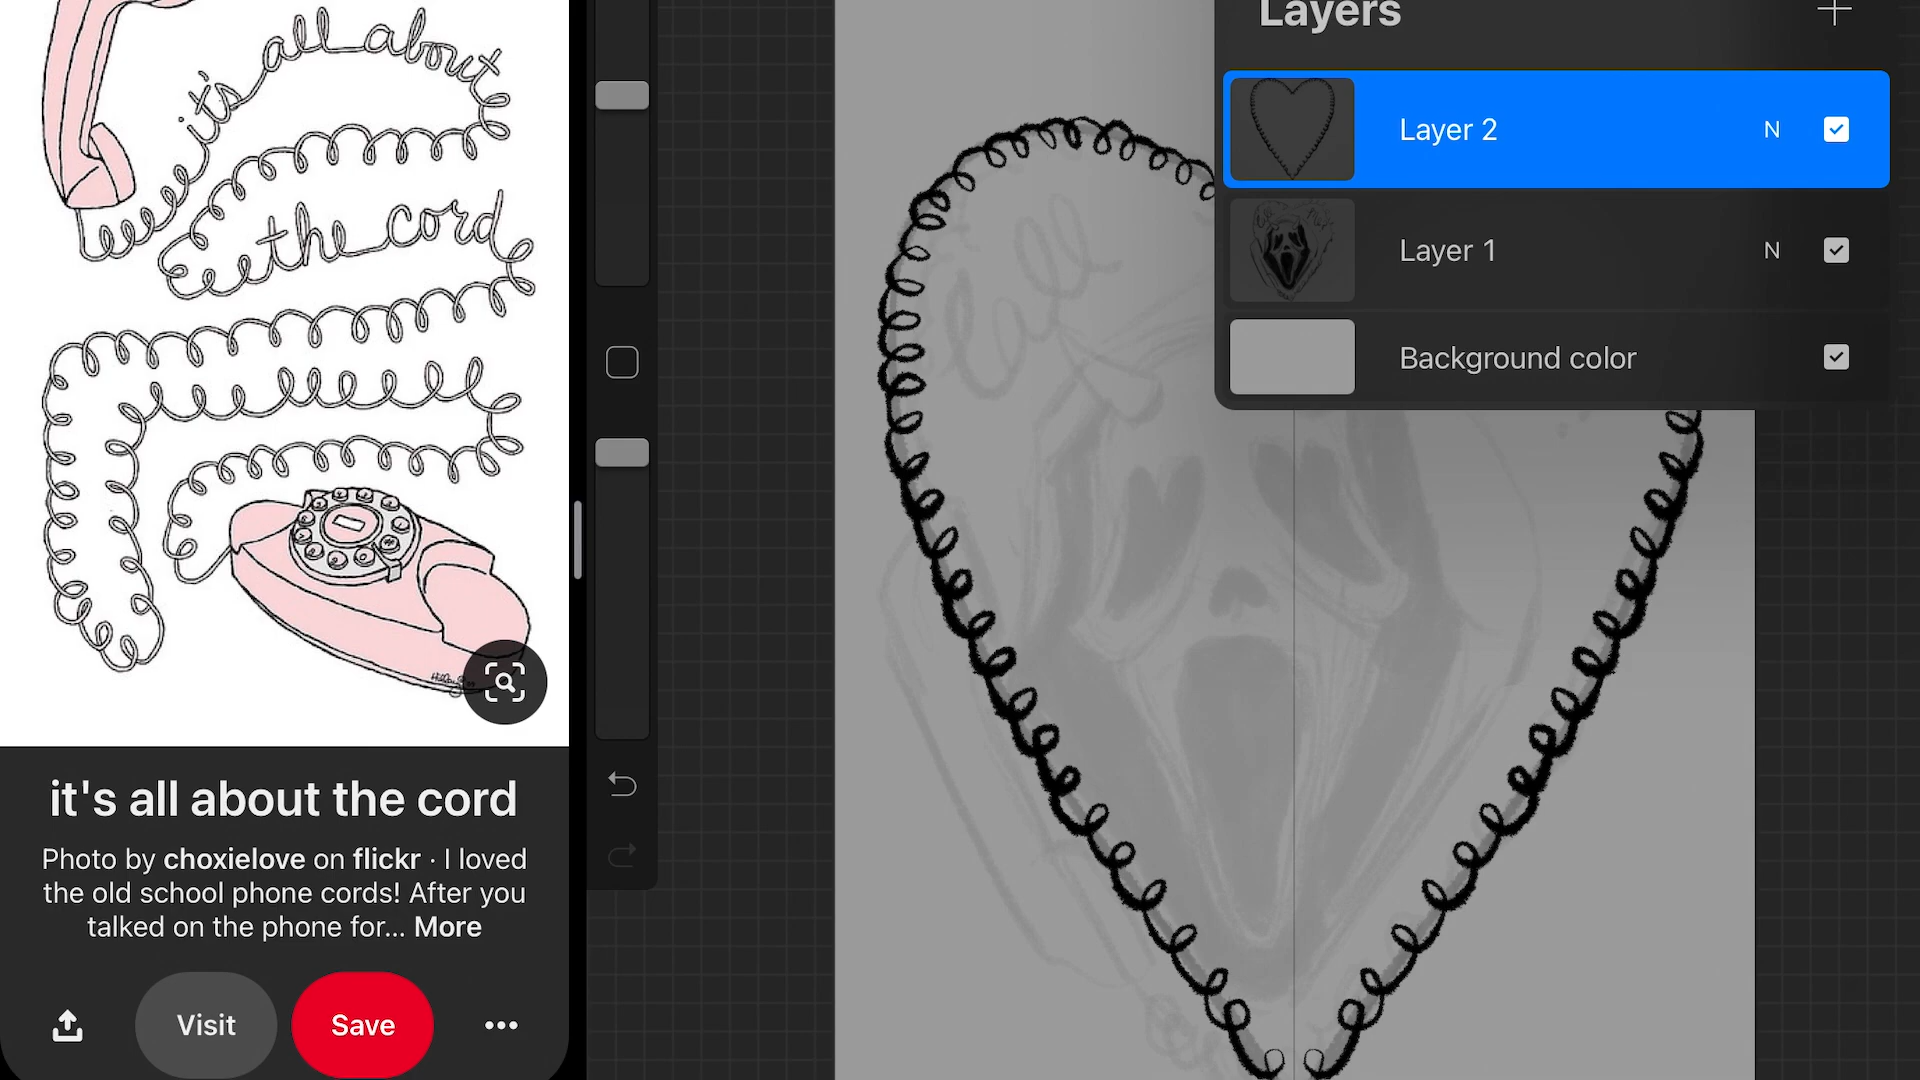 it's all about
the cord
it's all about the cord
Photo by choxielove on flickr · I loved
the old school phone cords! After you
talked on the phone for... More
Visit
Save
Layers
Layer 2
N
Layer 1
N
Background color